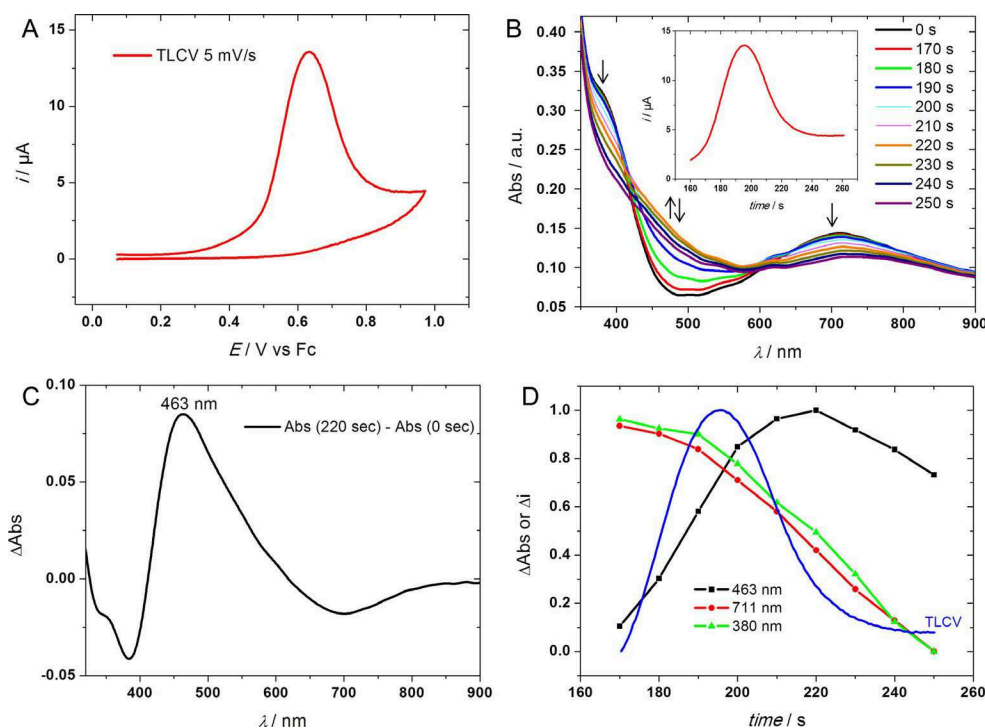 A
TLCV 5 mV/s
i / µA
15
10
5
0
0.0 0.2 0.4 0.6 0.8 1.0
E / V vs Fc
B
Abs / a.u.
0.40
0.35
0.30
0.25
0.20
0.15
0.10
0.05
400 500 600 700 800 900
λ / nm
i / µA
15
10
5
0
160 180 200 220 240 260
time / s
0 s
170 s
180 s
190 s
200 s
210 s
220 s
230 s
240 s
250 s
C
463 nm
Abs (220 sec) - Abs (0 sec)
ΔAbs
0.10
0.05
0.00
-0.05
400 500 600 700 800 900
λ / nm
D
ΔAbs or Δi
1.0
0.8
0.6
0.4
0.2
0.0
463 nm
711 nm
380 nm
TLCV
160 180 200 220 240 260
time / s